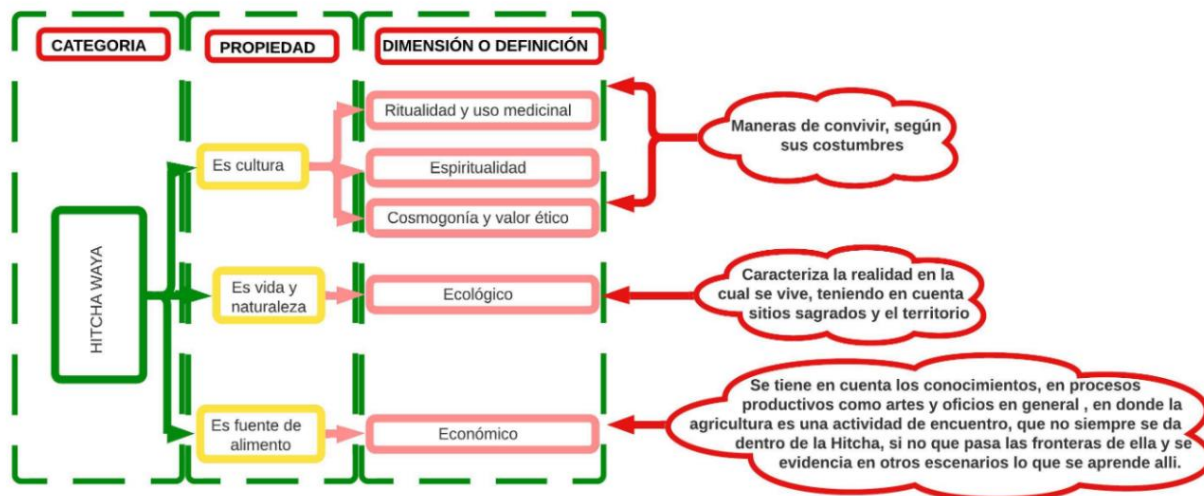 CATEGORIA
PROPIEDAD
DIMENSIÓN O DEFINICIÓN
HITCHA WAYA
Es cultura
Ritualidad y uso medicinal
Espiritualidad
Cosmogonía y valor ético
Maneras de convivir, según
sus costumbres
Es vida y
naturaleza
Ecológico
Caracteriza la realidad en la
cual se vive, teniendo en cuenta
sitios sagrados y el territorio
Es fuente de
alimento
Económico
Se tiene en cuenta los conocimientos, en procesos
productivos como artes y oficios en general , en donde la
agricultura es una actividad de encuentro, que no siempre se da
dentro de la Hitcha, si no que pasa las fronteras de ella y se
evidencia en otros escenarios lo que se aprende alli.